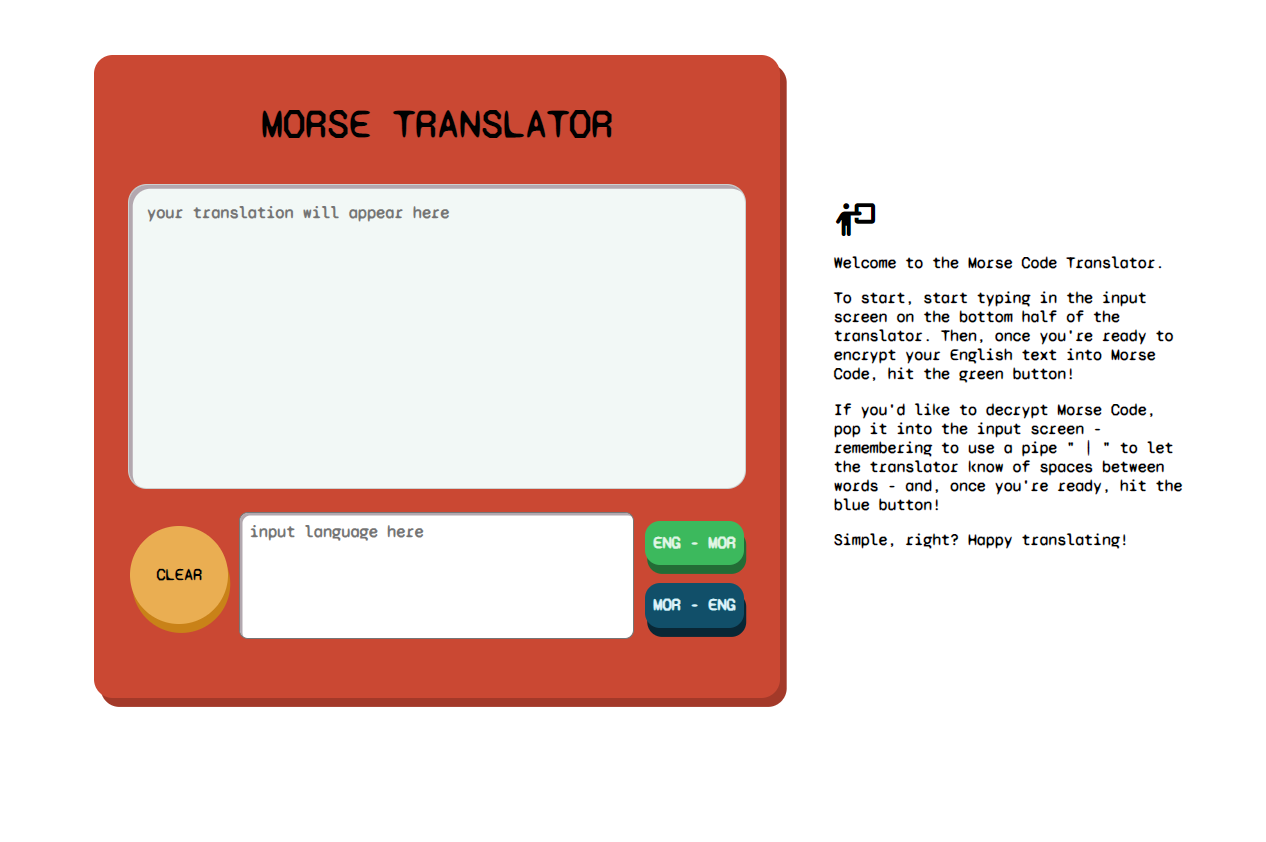 MORSE TRANSLATOR
your translation will appear here
input language here
CLEAR
ENG - MOR
MOR - ENG
Welcome to the Morse Code Translator.
To start, start typing in the input
screen on the bottom half of the
translator. Then, once you're ready to
encrypt your English text into Morse
Code, hit the green button!
If you'd like to decrypt Morse Code,
pop it into the input screen -
remembering to use a pipe " | " to let
the translator know of spaces between
words - and, once you're ready, hit the
blue button!
Simple, right? Happy translating!